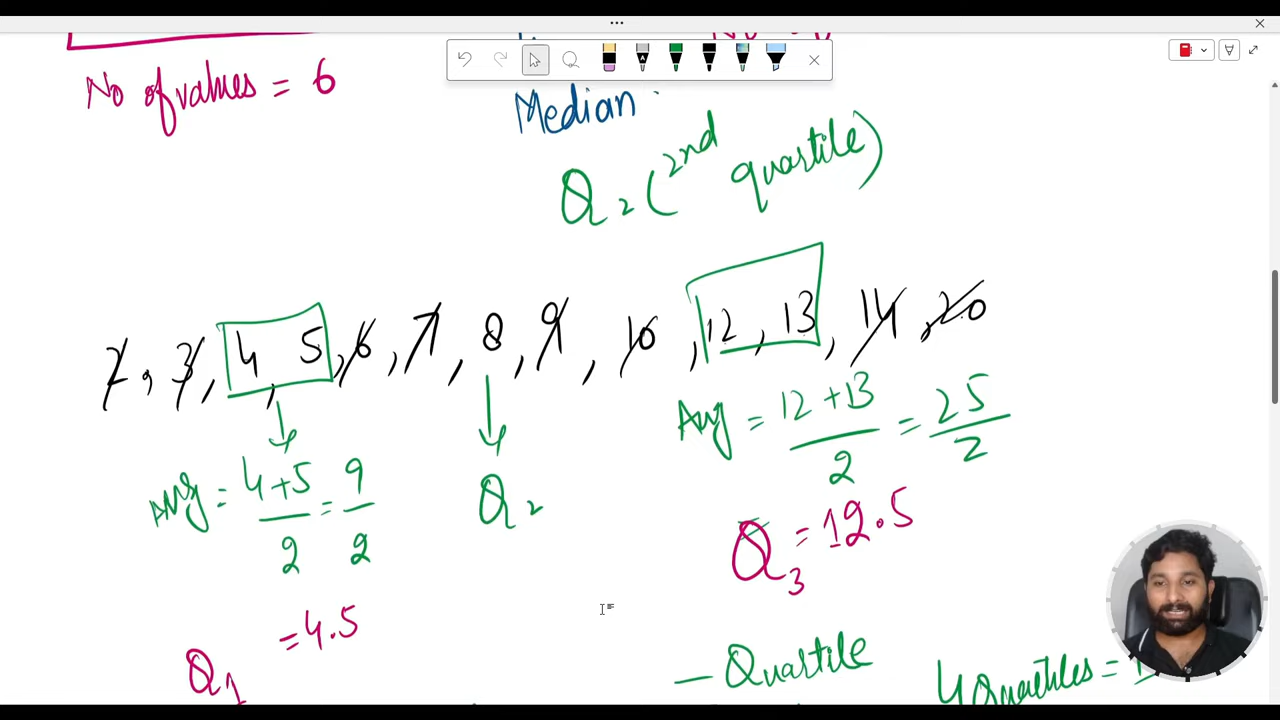 No of values = 6
Median
Q2 (2nd quartile)
2, 3, 4, 5, 6, 7, 8, 9, 10, 12, 13, 14, 20
Avg = 4+5/2 = 9/2
= 4.5
Q1
Q2
Avg = 12+13/2 = 25/2
Q3 = 12.5
— Quartile
4 Quartiles =